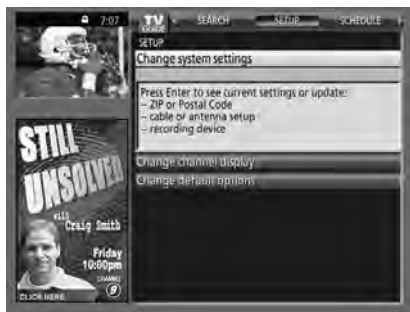 7:07
TV GUIDE
SEARCH
SETUP
SCHEDULE
SETUP
Change system settings
Press Enter to see current settings or update:
-- ZIP or Postal Code
-- cable or antenna setup
-- recording device
Change channel display
Change default options
STILL
UNSOLVED
with
Craig Smith
Friday
10:00pm
CHANNEL
9
CLICK HERE